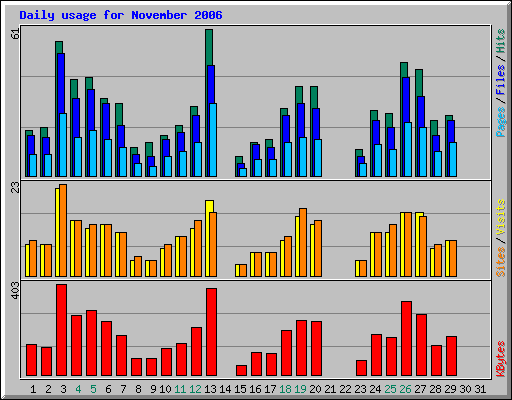 Daily usage for November 2006
61
Pages / Files / Hits
23
Sites / Visits
403
KBytes
1 2 3 4 5 6 7 8 9 10 11 12 13 14 15 16 17 18 19 20 21 22 23 24 25 26 27 28 29 30 31